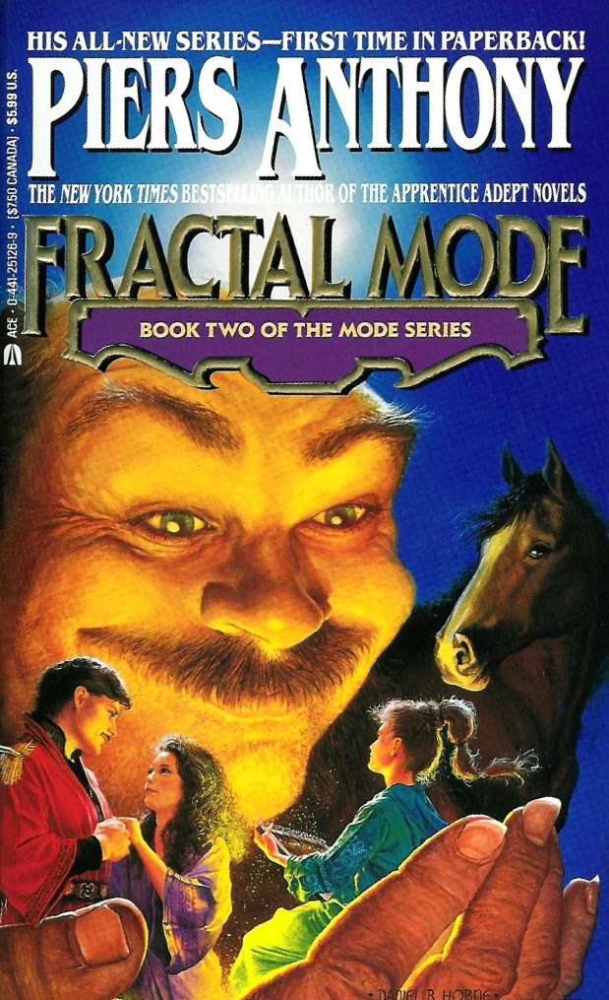 HIS ALL-NEW SERIES—FIRST TIME IN PAPERBACK!
PIERS ANTHONY
THE NEW YORK TIMES BESTSELLING AUTHOR OF THE APPRENTICE ADEPT NOVELS
FRACTAL MODE
BOOK TWO OF THE MODE SERIES
ACE • 0-441-25126-9 • [$7.50 CANADA] • $5.99 U.S.
• DANIEL R HORNE •